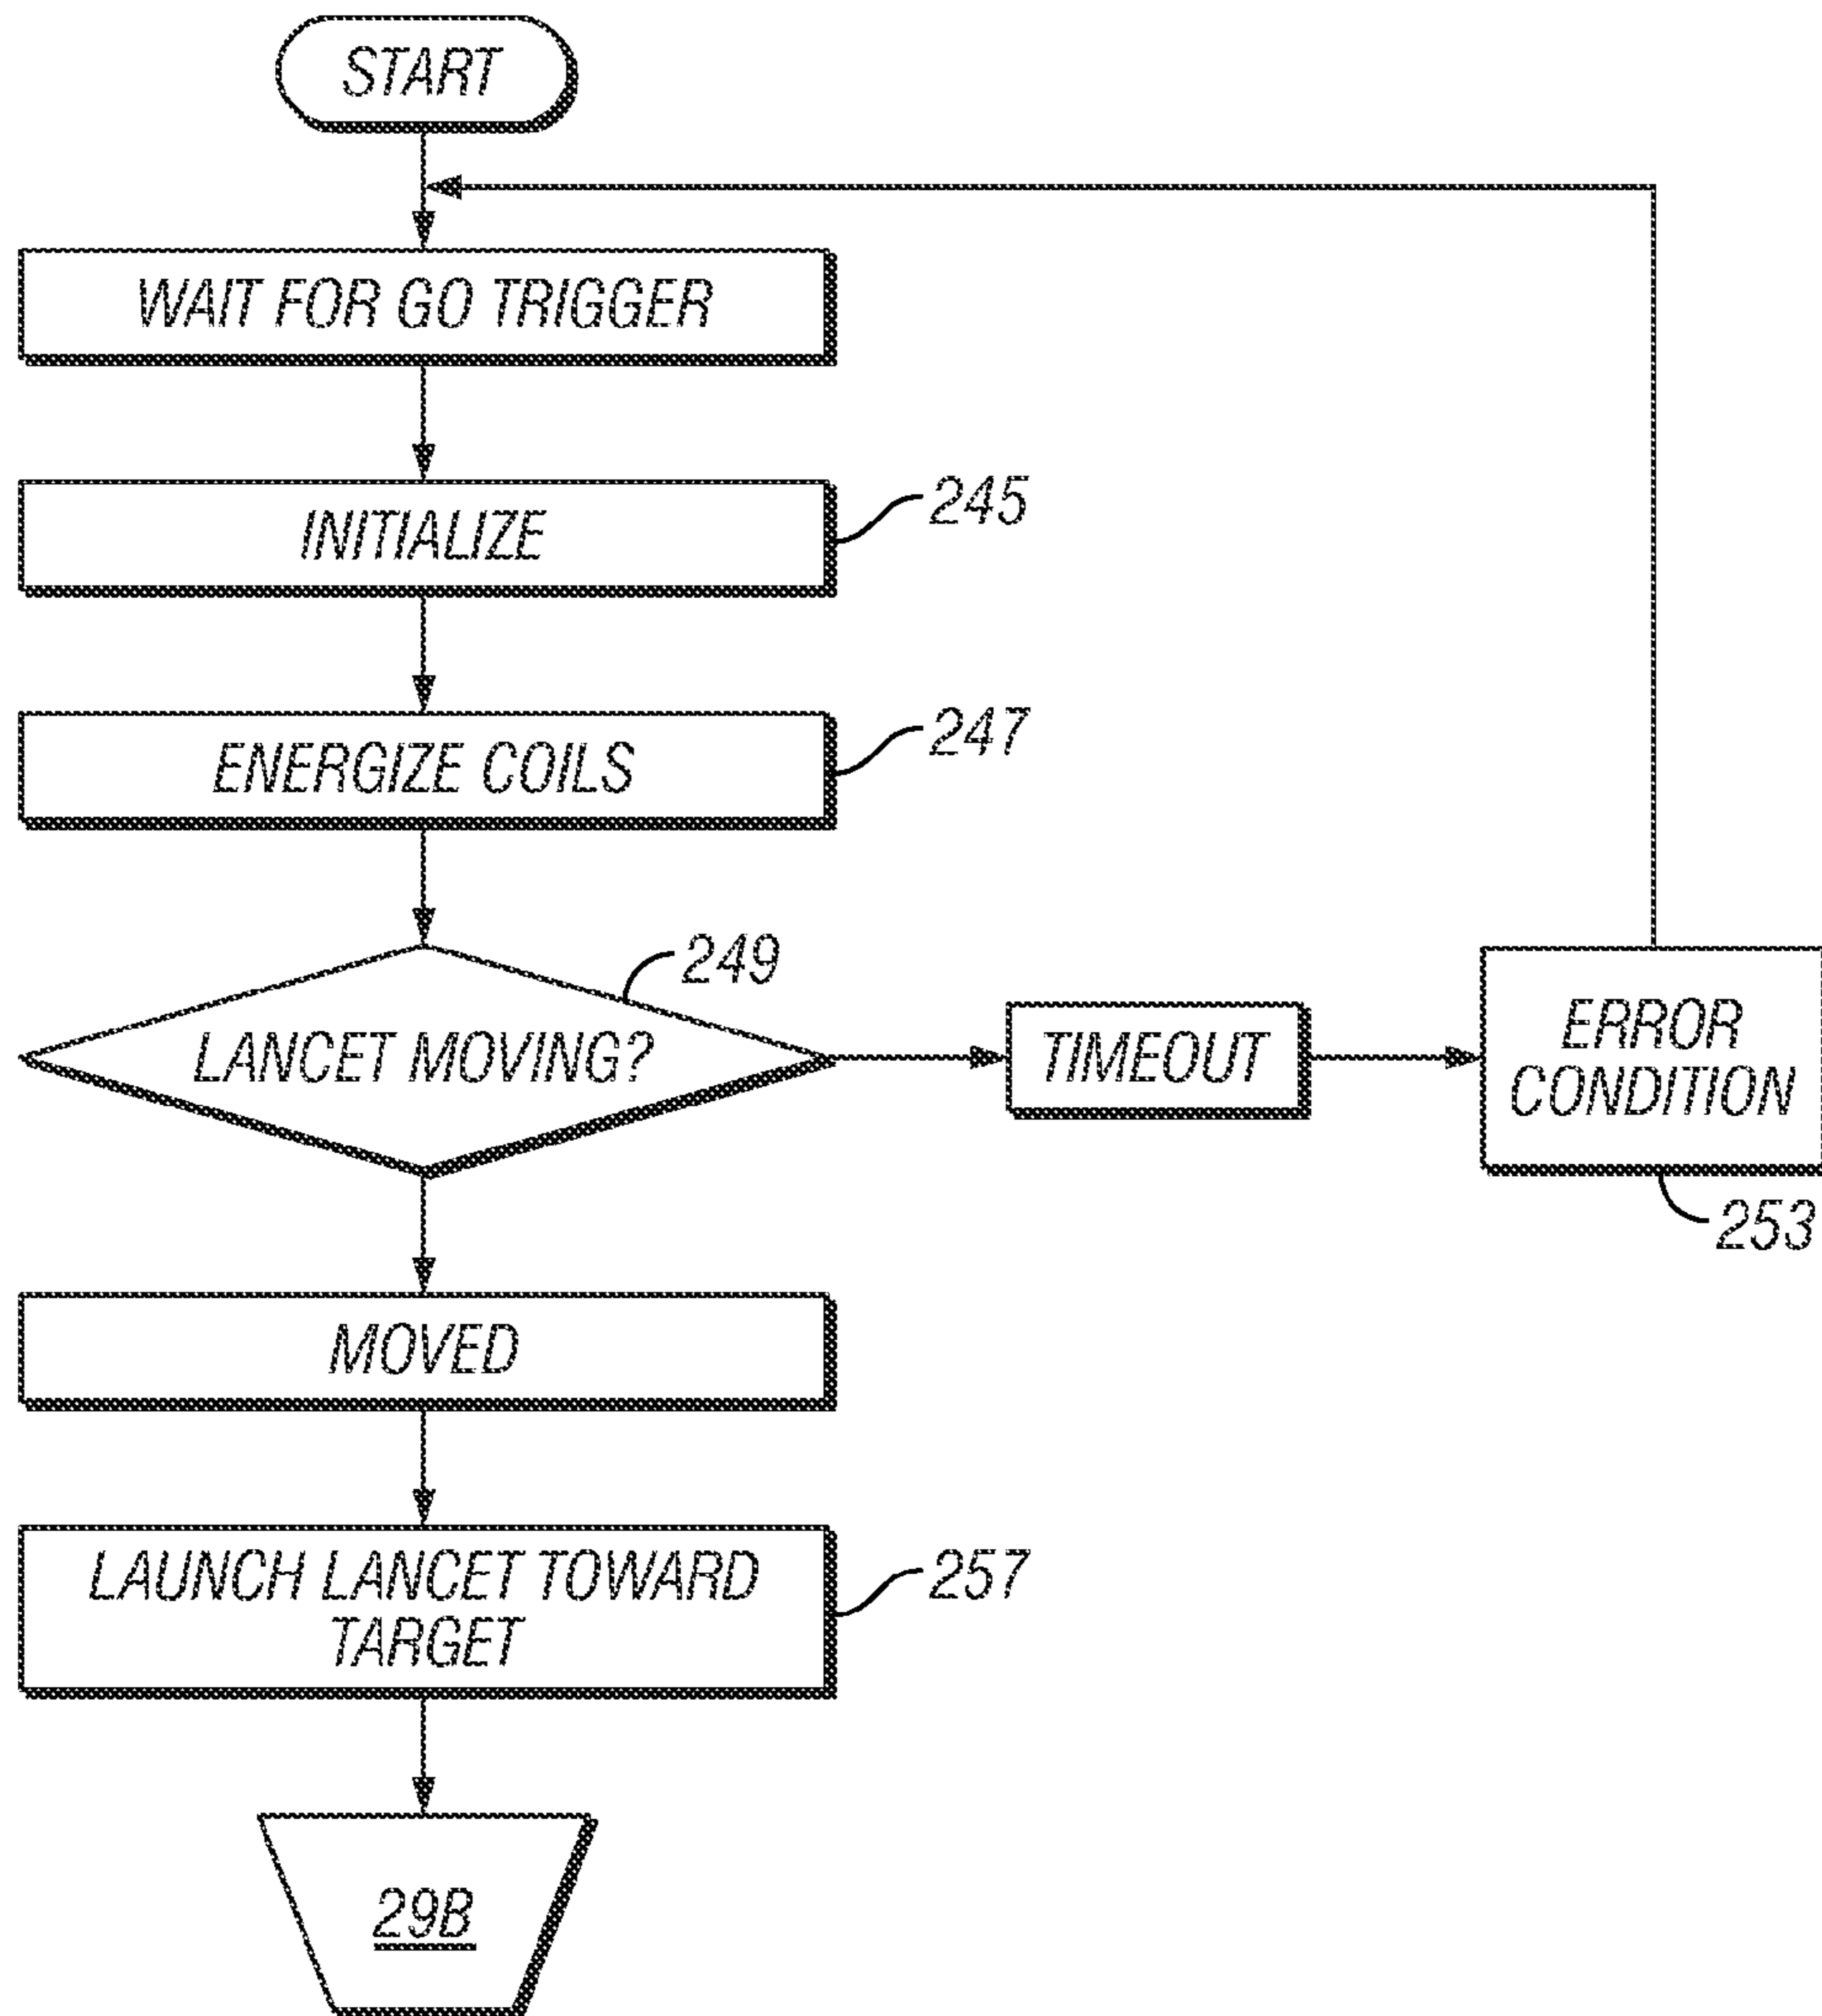 START
WAIT FOR GO TRIGGER
INITIALIZE
245
ENERGIZE COILS
247
249
LANCET MOVING?
TIMEOUT
ERROR
CONDITION
253
MOVED
LAUNCH LANCET TOWARD
TARGET
257
29B